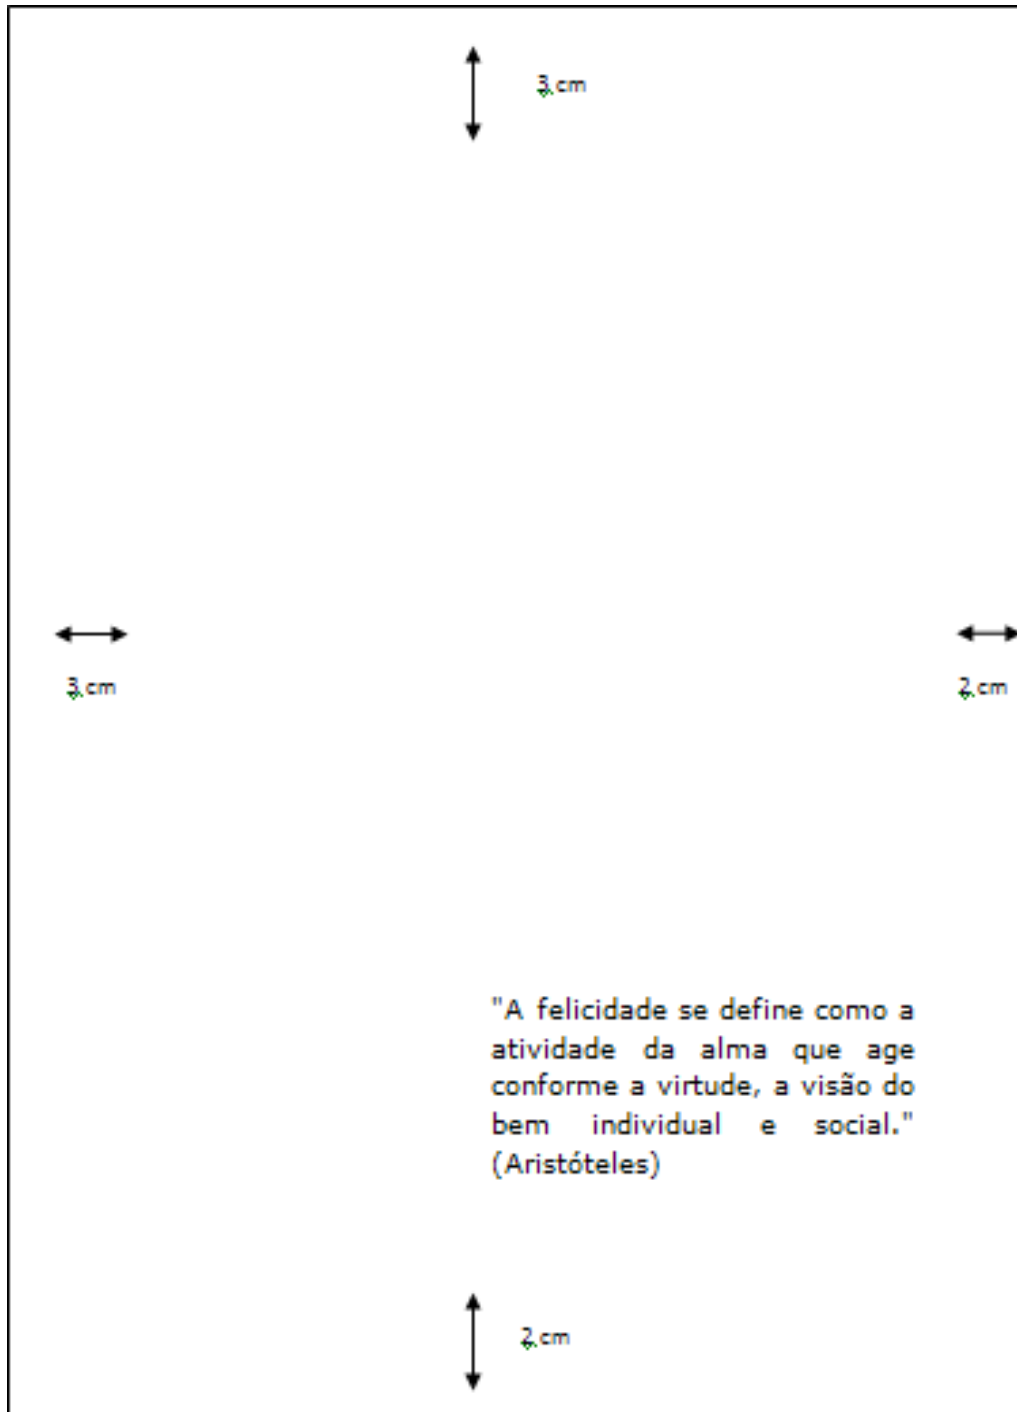 3 cm
3 cm
2 cm
"A felicidade se define como a
atividade da alma que age
conforme a virtude, a visão do
bem individual e social."
(Aristóteles)
2 cm